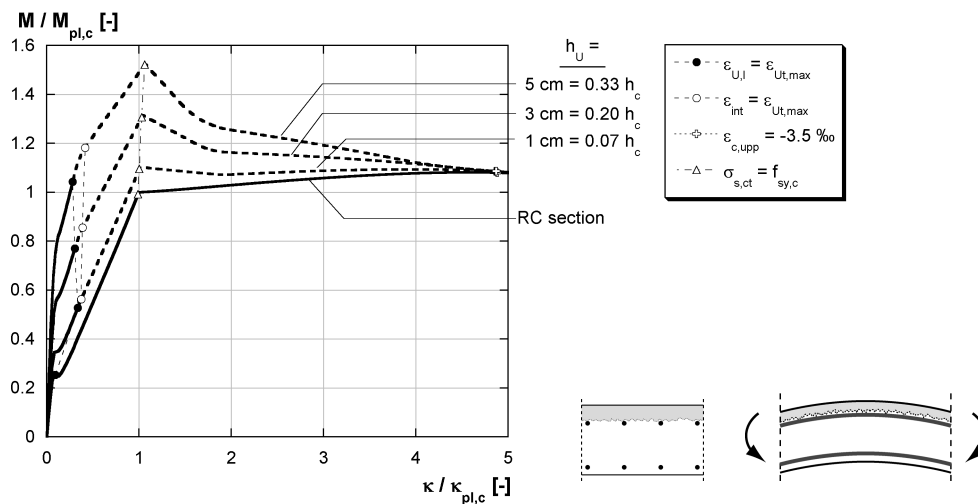 M / M_pl,c [-]
1.6
1.4
1.2
1.0
0.8
0.6
0.4
0.2
0
0
1
2
3
4
5
κ / κ_pl,c [-]
h_U =
5 cm = 0.33 h_c
3 cm = 0.20 h_c
1 cm = 0.07 h_c
RC section
ε_U,l = ε_Ut,max
ε_int = ε_Ut,max
ε_c,upp = -3.5 ‰
σ_s,ct = f_sy,c